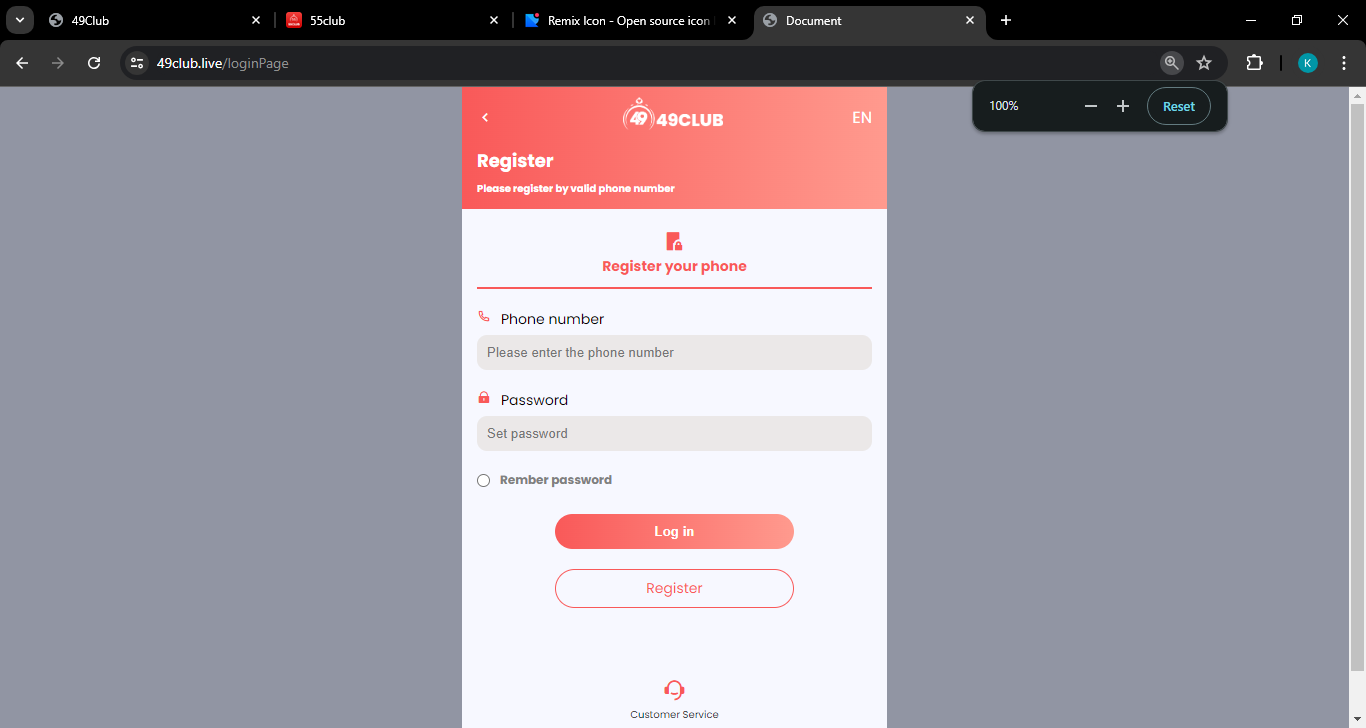 49Club
55club
Remix Icon - Open source icon
Document
49club.live/loginPage
K
100%
Reset
49 49CLUB
EN
Register
Please register by valid phone number
Register your phone
Phone number
Please enter the phone number
Password
Set password
Rember password
Log in
Register
Customer Service